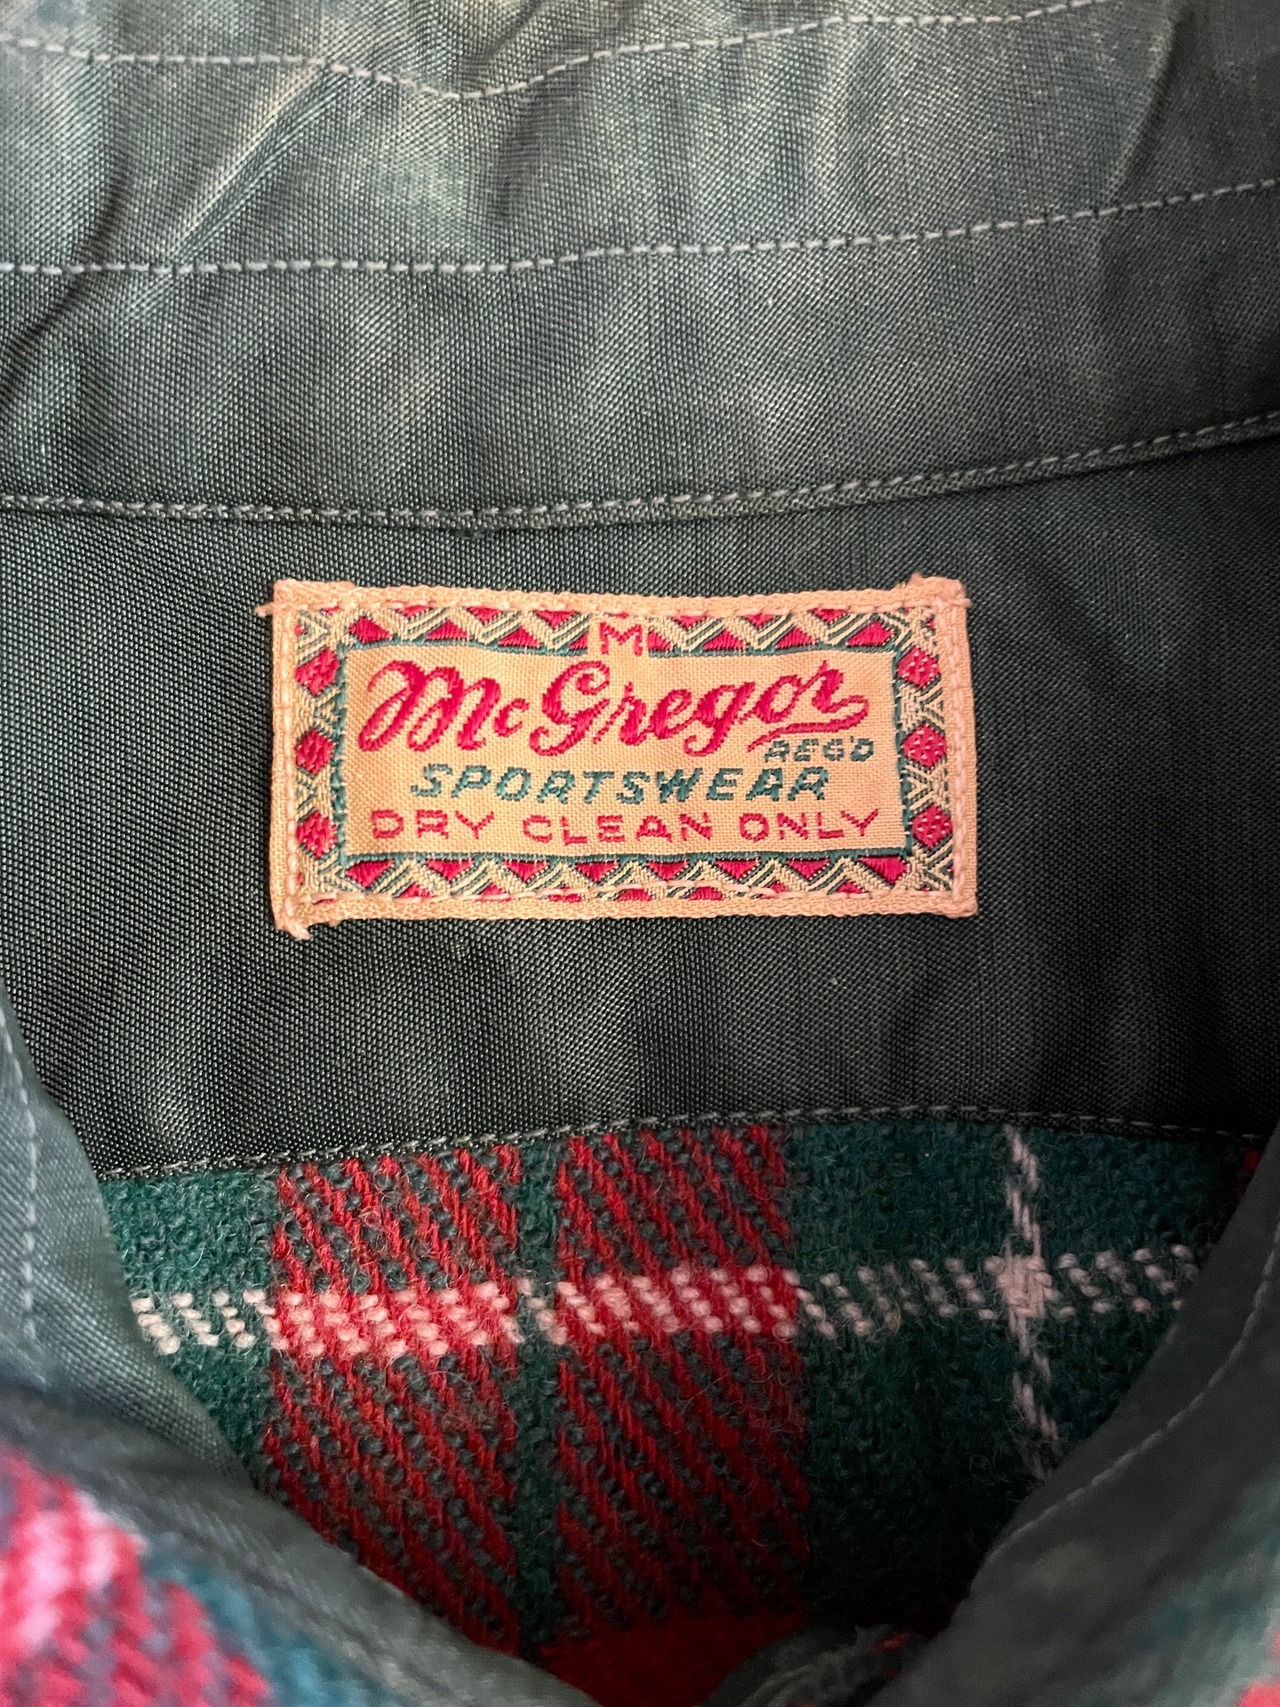 M
McGregor
REG'D
SPORTSWEAR
DRY CLEAN ONLY